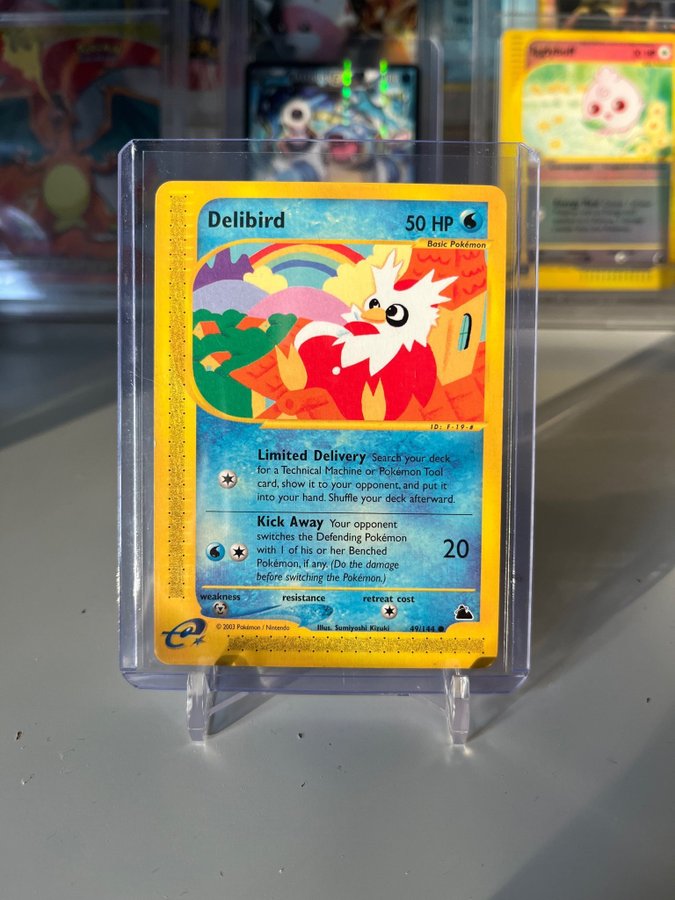 Delibird
50 HP
Basic Pokémon
ID: F-19-#
Limited Delivery Search your deck
for a Technical Machine or Pokémon Tool
card, show it to your opponent, and put it
into your hand. Shuffle your deck afterward.
Kick Away Your opponent
switches the Defending Pokémon
with 1 of his or her Benched
Pokémon, if any. (Do the damage
before switching the Pokémon.)
20
weakness resistance retreat cost
© 2003 Pokémon / Nintendo Illus. Sumiyoshi Kizuki 49/144